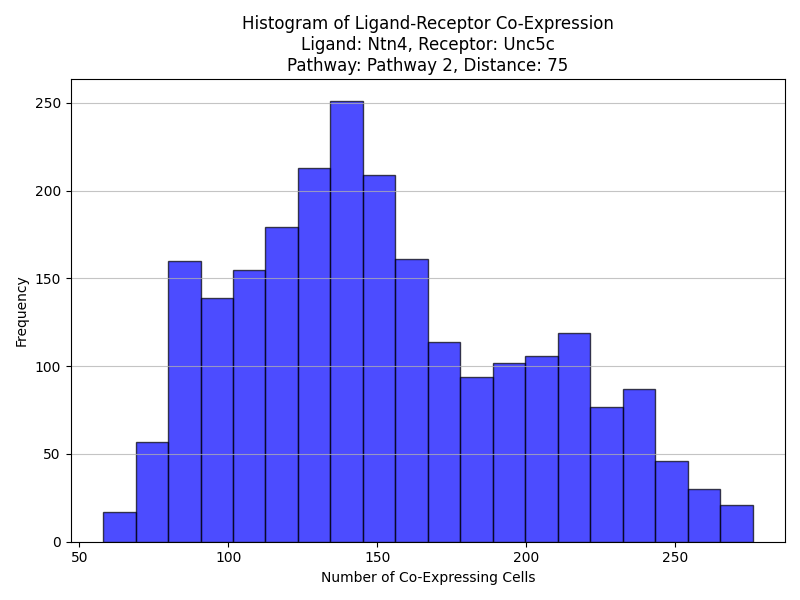 Histogram of Ligand-Receptor Co-Expression
Ligand: Ntn4, Receptor: Unc5c
Pathway: Pathway 2, Distance: 75
250
200
150
100
50
0
Frequency
50
100
150
200
250
Number of Co-Expressing Cells